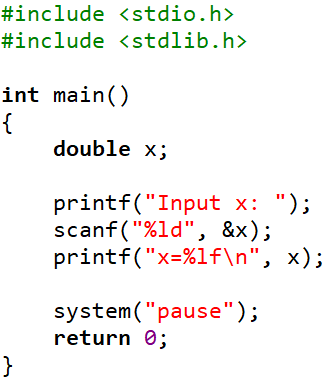 #include <stdio.h>
#include <stdlib.h>

int main()
{
    double x;

    printf("Input x: ");
    scanf("%ld", &x);
    printf("x=%lf\n", x);

    system("pause");
    return 0;
}